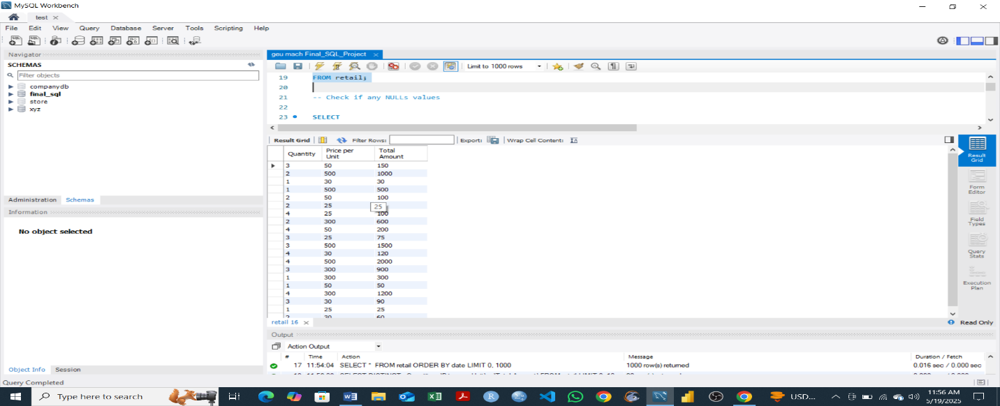 MySQL Workbench
test ×
File Edit View Query Database Server Tools Scripting Help
Navigator
SCHEMAS
Filter objects
companydb
final_sql
store
xyz
Administration Schemas
Information
No object selected
Object Info Session
Query Completed
geu mach Final_SQL_Project ×
Limit to 1000 rows
19 FROM retail;
20
21 -- Check if any NULLs values
22
23 SELECT
Result Grid Filter Rows: Export: Wrap Cell Content:
Quantity Price per Unit Total Amount
3 50 150
2 500 1000
1 30 30
1 500 500
2 50 100
2 25 25
4 25 100
2 300 600
4 50 200
3 25 75
3 500 1500
4 30 120
4 500 2000
3 300 900
1 300 300
1 50 50
4 300 1200
3 30 90
1 25 25
2 30 60
Result Grid
Form Editor
Field Types
Query Stats
Execution Plan
retail 16 ×
Read Only
Output
Action Output
# Time Action Message Duration / Fetch
17 11:54:04 SELECT * FROM retail ORDER BY date LIMIT 0, 1000 1000 row(s) returned 0.016 sec / 0.000 sec
Type here to search
USD...
11:56 AM
5/19/2025